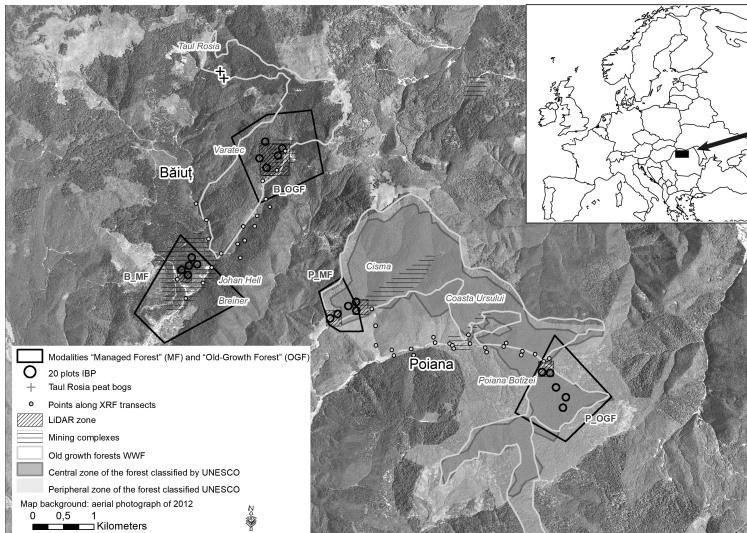 Taul Rosia
Varatec
Băiuț
B_OGF
B_MF
Johan Hell
Breiner
P_MF
Cisma
Coasta Ursului
Poiana
Poiana Botizei
P_OGF
Modalities "Managed Forest" (MF) and "Old-Growth Forest" (OGF)
20 plots IBP
Taul Rosia peat bogs
Points along XRF transects
LiDAR zone
Mining complexes
Old growth forests WWF
Central zone of the forest classified by UNESCO
Peripheral zone of the forest classified UNESCO
Map background: aerial photograph of 2012
0 0,5 1
Kilometers
N